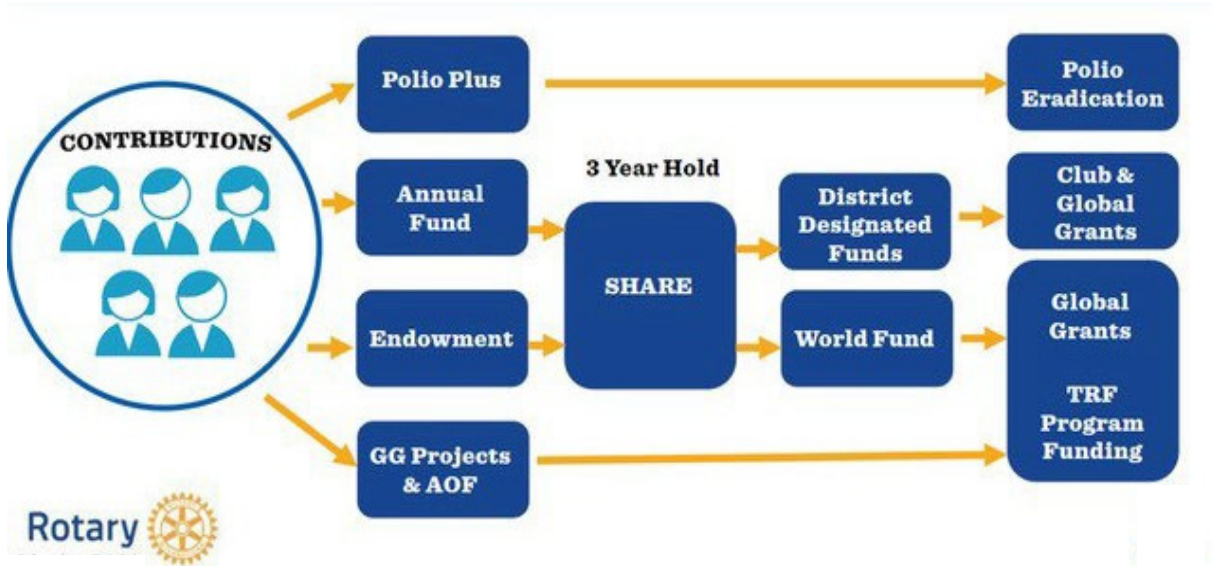 CONTRIBUTIONS
Polio Plus
Polio
Eradication
Annual
Fund
3 Year Hold
SHARE
District
Designated
Funds
Club &
Global
Grants
Endowment
World Fund
Global
Grants
TRF
Program
Funding
GG Projects
& AOF
Rotary